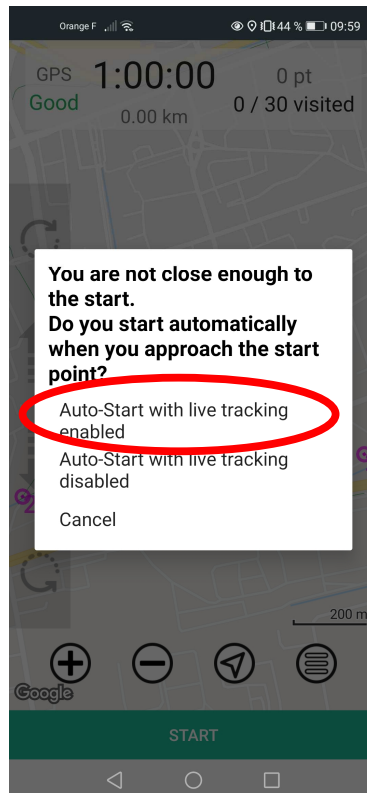 Orange F 44 % 09:59
GPS 1:00:00 0 pt
Good 0.00 km 0 / 30 visited
You are not close enough to
the start.
Do you start automatically
when you approach the start
point?
Auto-Start with live tracking
enabled
Auto-Start with live tracking
disabled
Cancel
200 m
Google
START